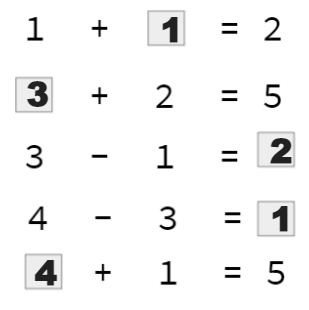 1 + 1 = 2
3 + 2 = 5
3 - 1 = 2
4 - 3 = 1
4 + 1 = 5